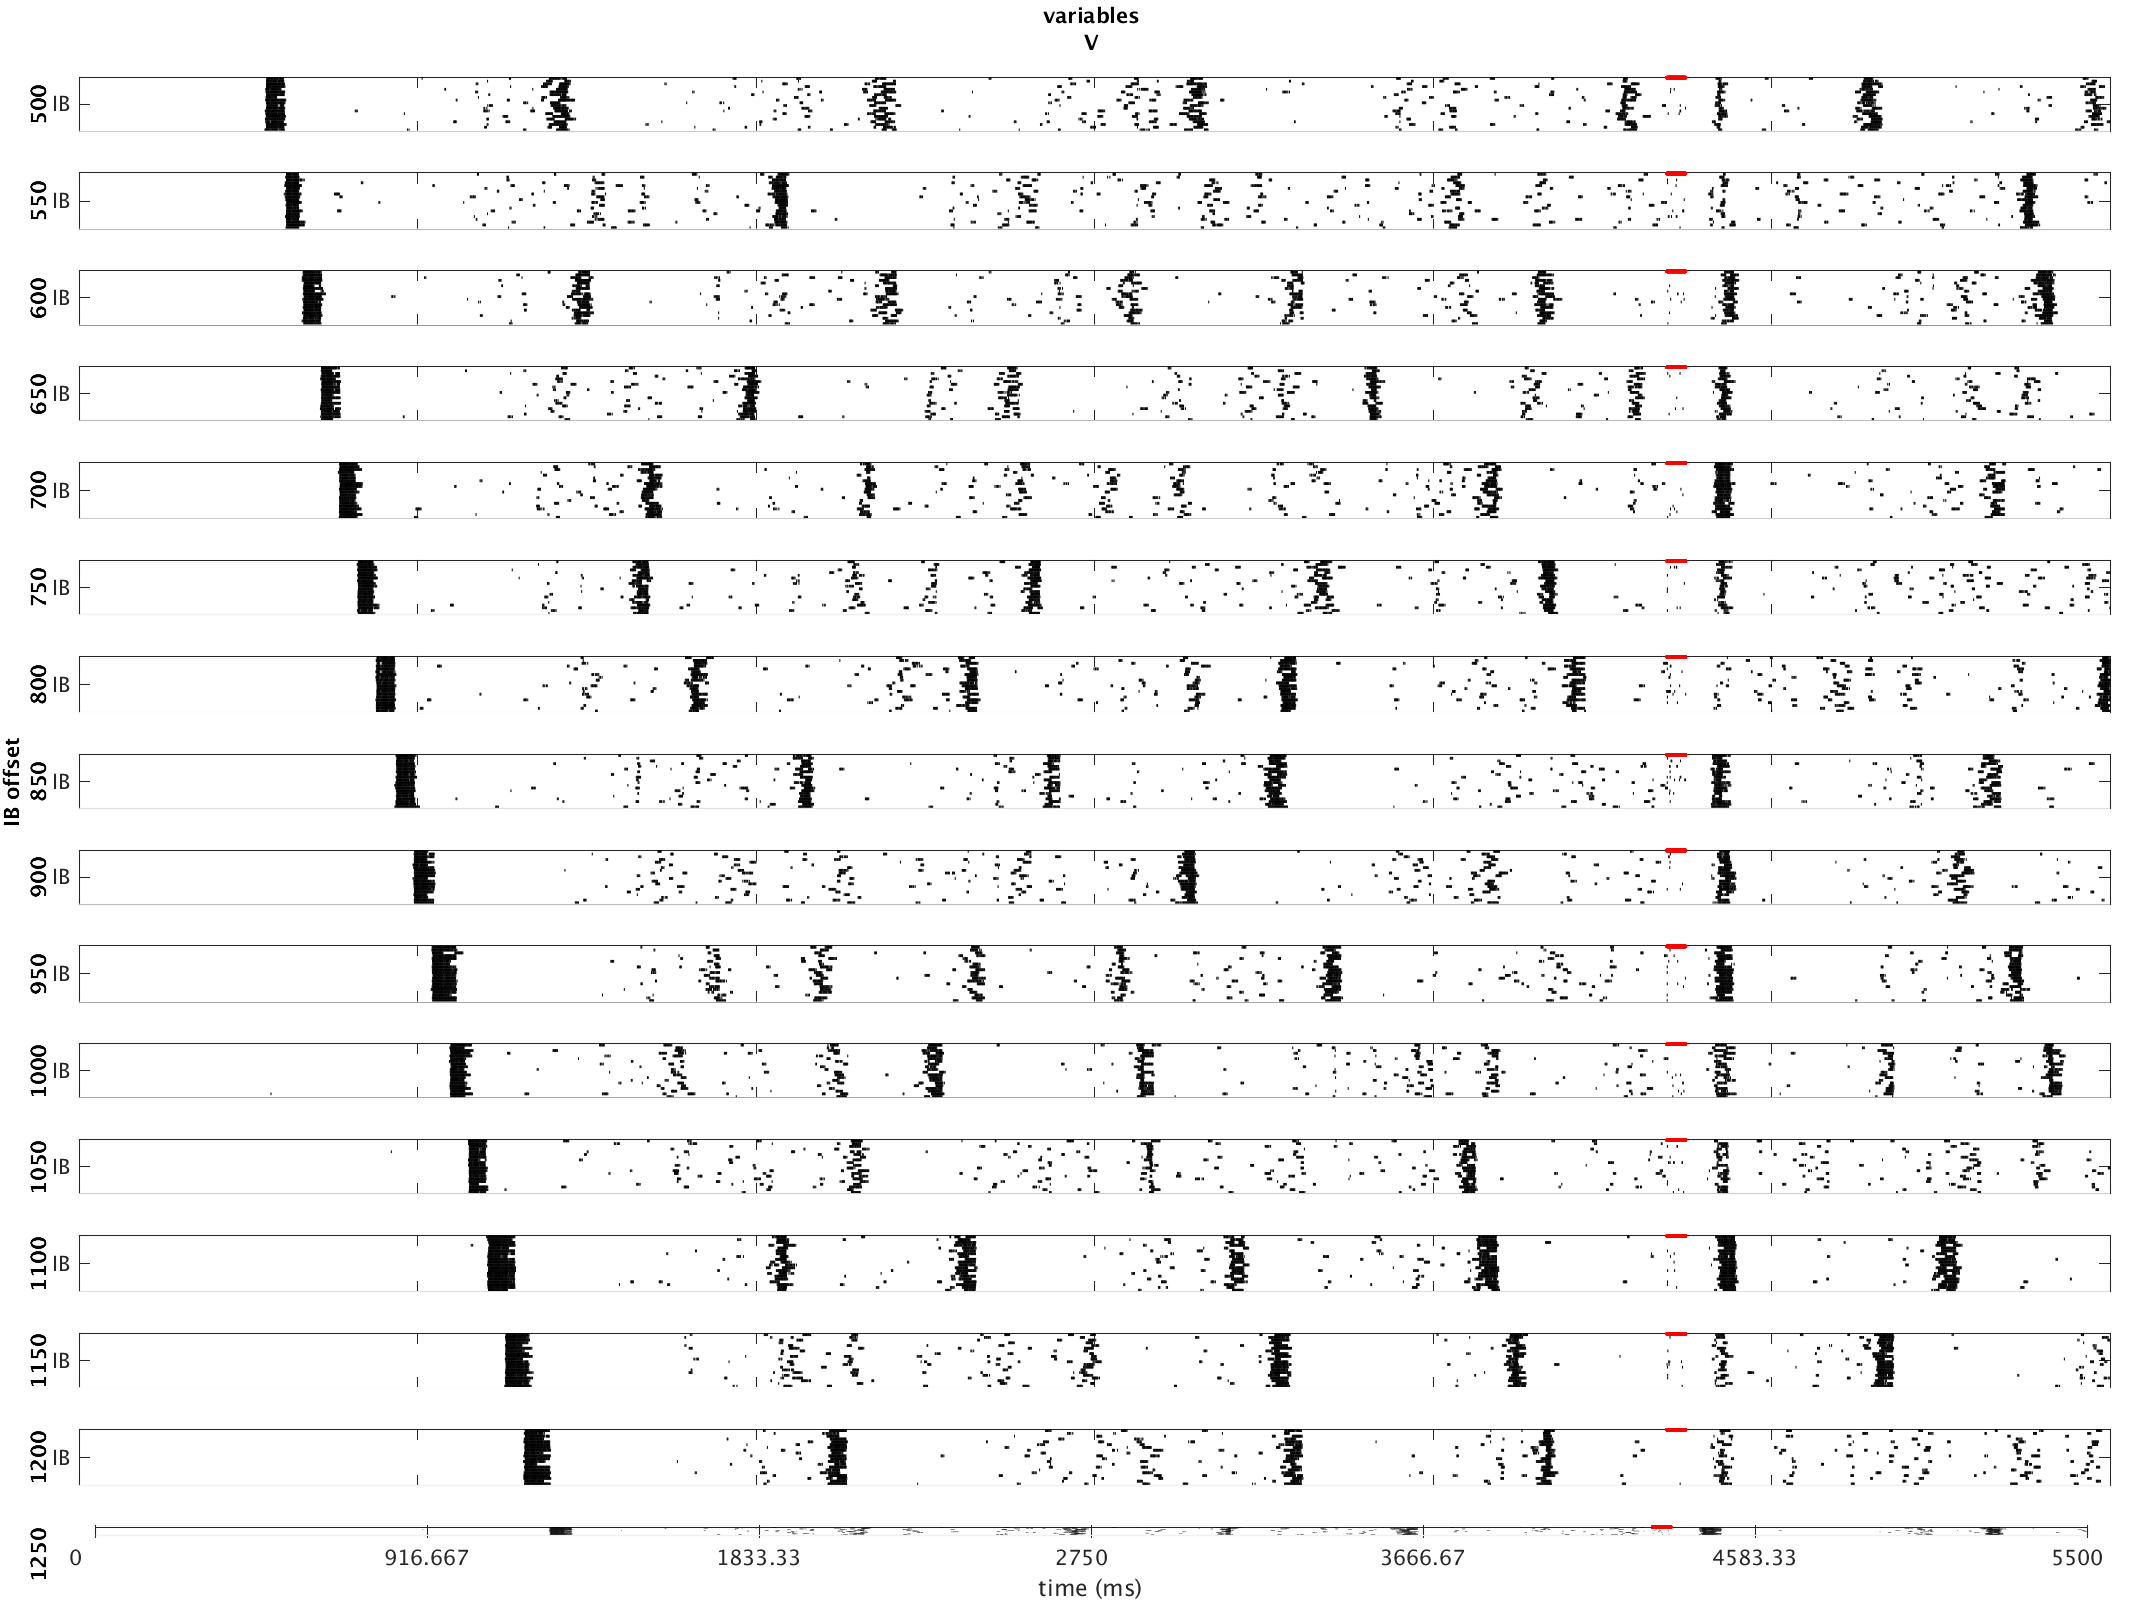 variables
V
500 IB
550 IB
600 IB
650 IB
700 IB
750 IB
800 IB
IB offset
850 IB
900 IB
950 IB
1000 IB
1050 IB
1100 IB
1150 IB
1200 IB
1250
0 916.667 1833.33 2750 3666.67 4583.33 5500
time (ms)